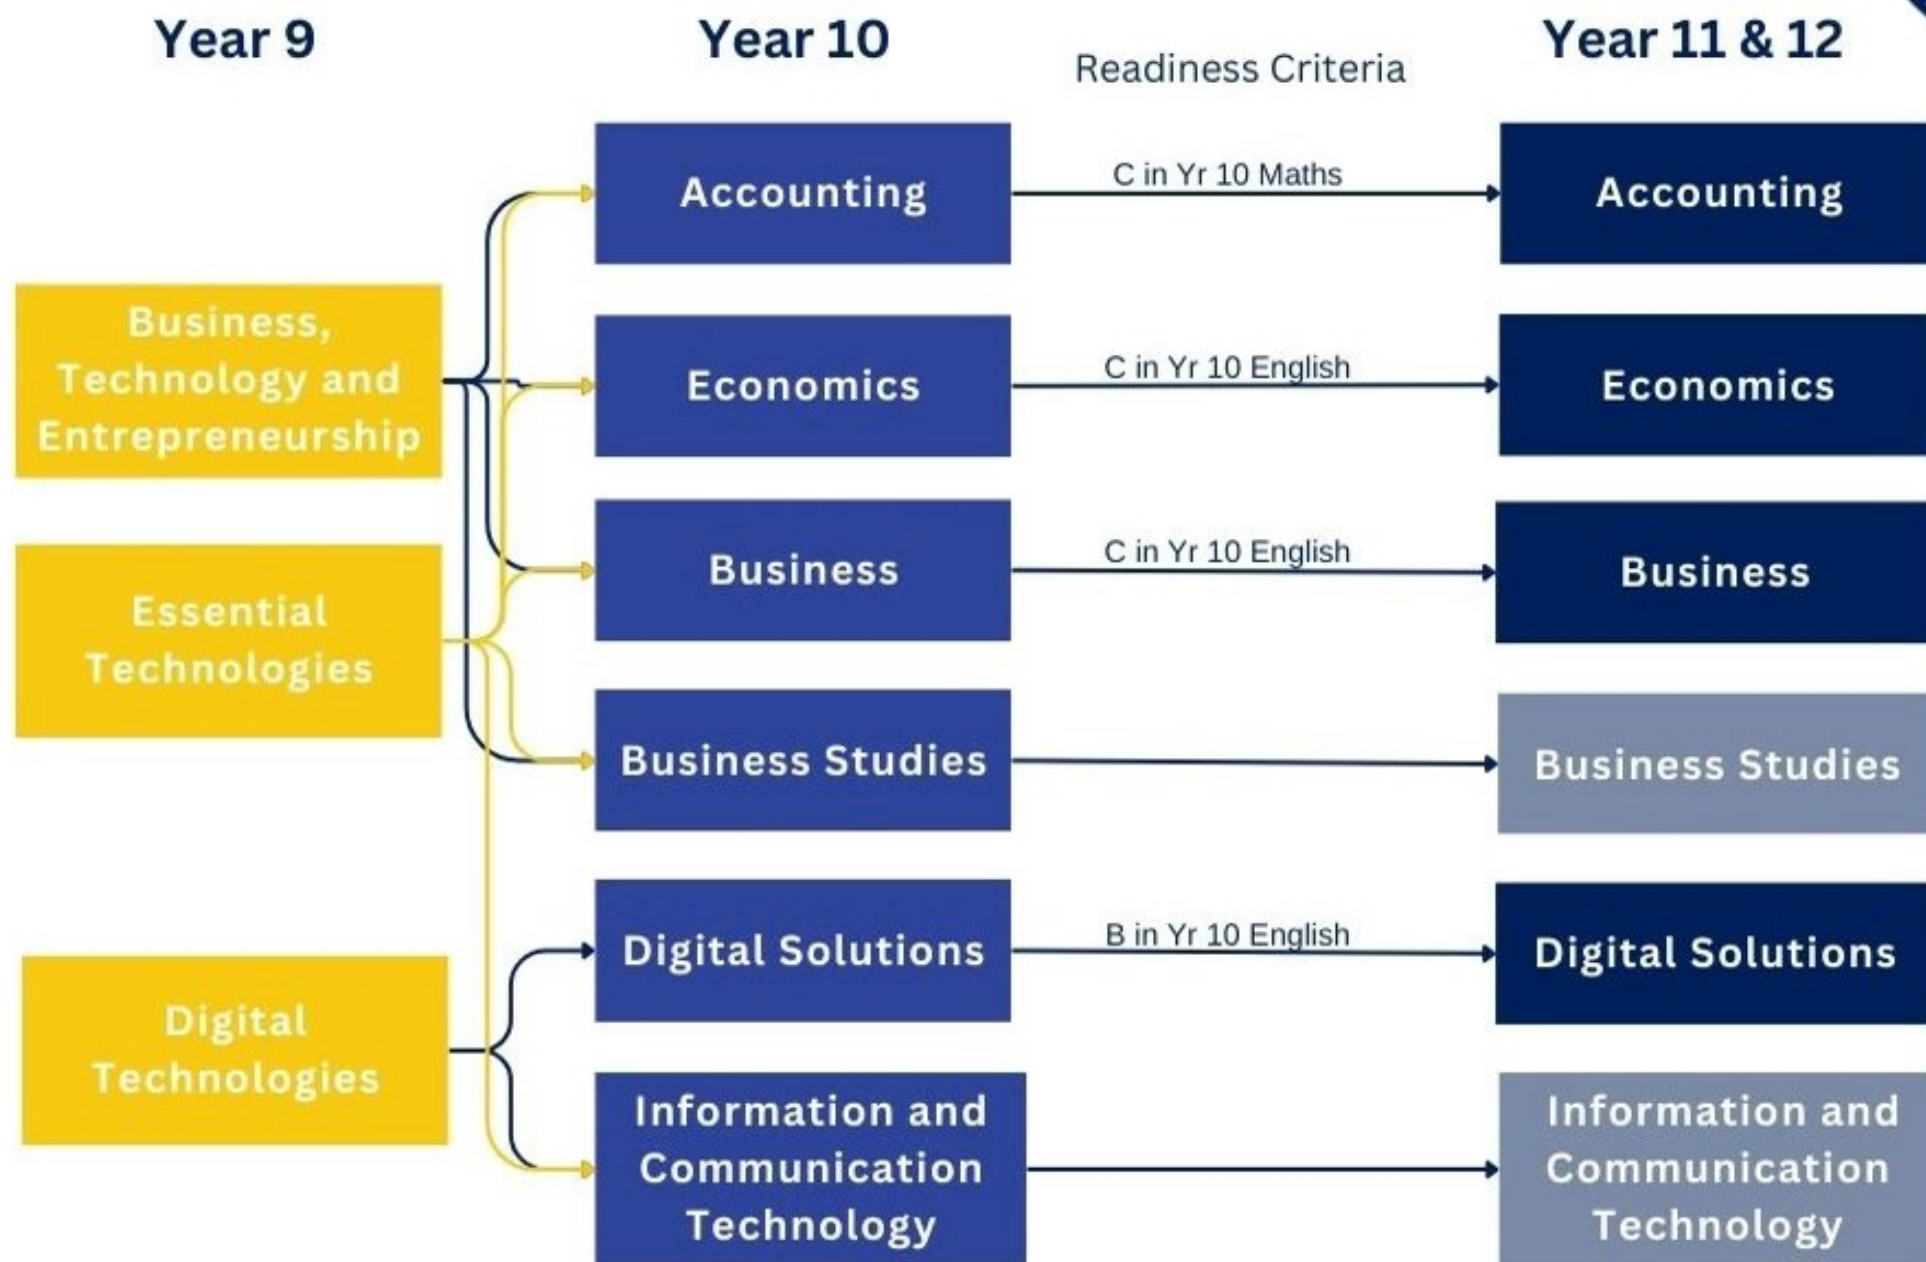 Year 9
Year 10
Readiness Criteria
Year 11 & 12
Business,
Technology and
Entrepreneurship
Essential
Technologies
Digital
Technologies
Accounting
C in Yr 10 Maths
Accounting
Economics
C in Yr 10 English
Economics
Business
C in Yr 10 English
Business
Business Studies
Business Studies
Digital Solutions
B in Yr 10 English
Digital Solutions
Information and
Communication
Technology
Information and
Communication
Technology